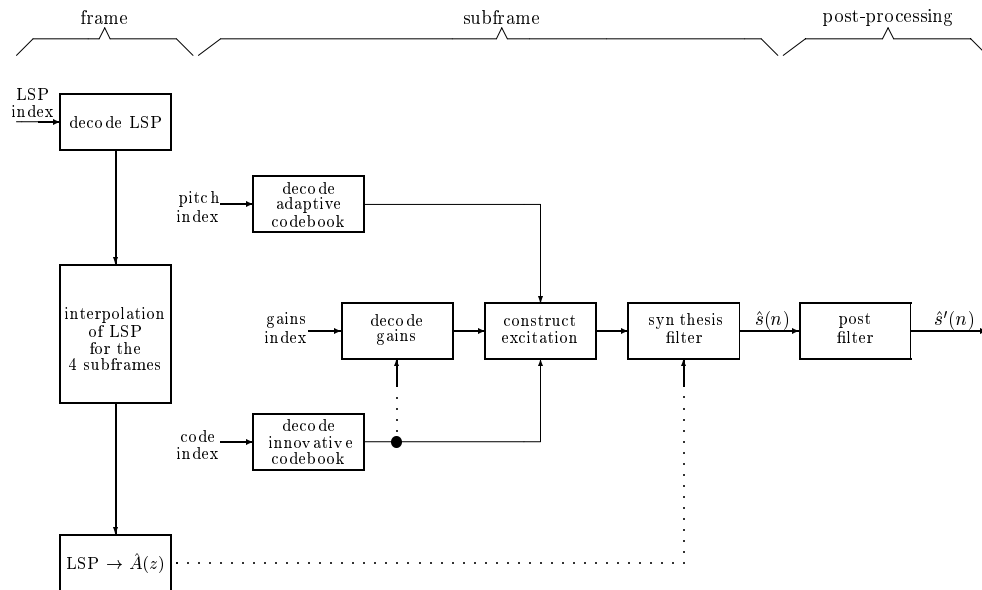 frame
subframe
post-processing
LSP
index
decode LSP
pitch
index
decode
adaptive
codebook
interpolation
of LSP
for the
4 subframes
gains
index
decode
gains
construct
excitation
synthesis
filter
ŝ(n)
post
filter
ŝ′(n)
code
index
decode
innovative
codebook
LSP → Â(z)